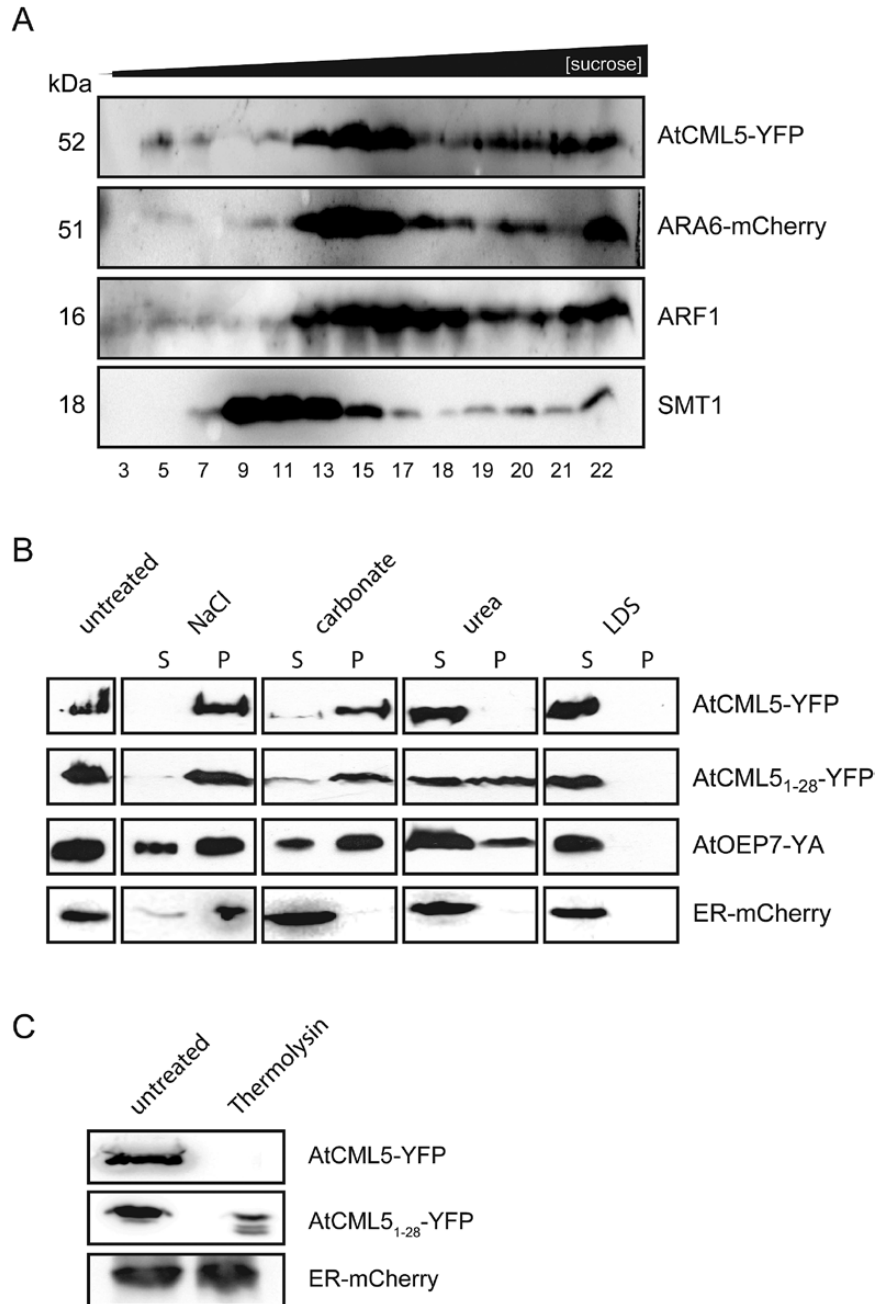 A
[sucrose]
kDa
52 AtCML5-YFP
51 ARA6-mCherry
16 ARF1
18 SMT1
3 5 7 9 11 13 15 17 18 19 20 21 22
B
untreated NaCl carbonate urea LDS
S P S P S P S P
AtCML5-YFP
AtCML51-28-YFP
AtOEP7-YA
ER-mCherry
C
untreated Thermolysin
AtCML5-YFP
AtCML51-28-YFP
ER-mCherry